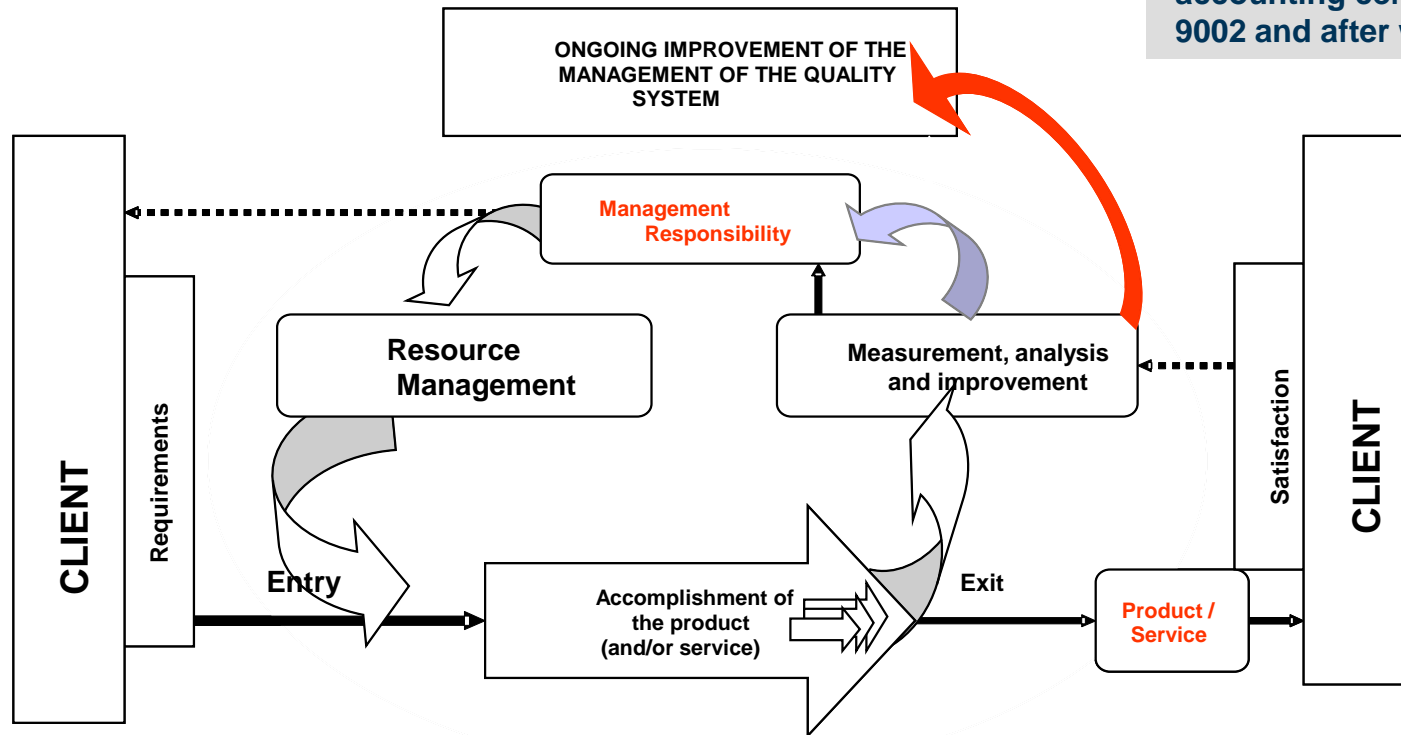 9002 and after
ONGOING IMPROVEMENT OF THE
MANAGEMENT OF THE QUALITY
SYSTEM
Management
Responsibility
Resource
Management
Measurement, analysis
and improvement
CLIENT
Requirements
Satisfaction
CLIENT
Entry
Accomplishment of
the product
(and/or service)
Exit
Product /
Service